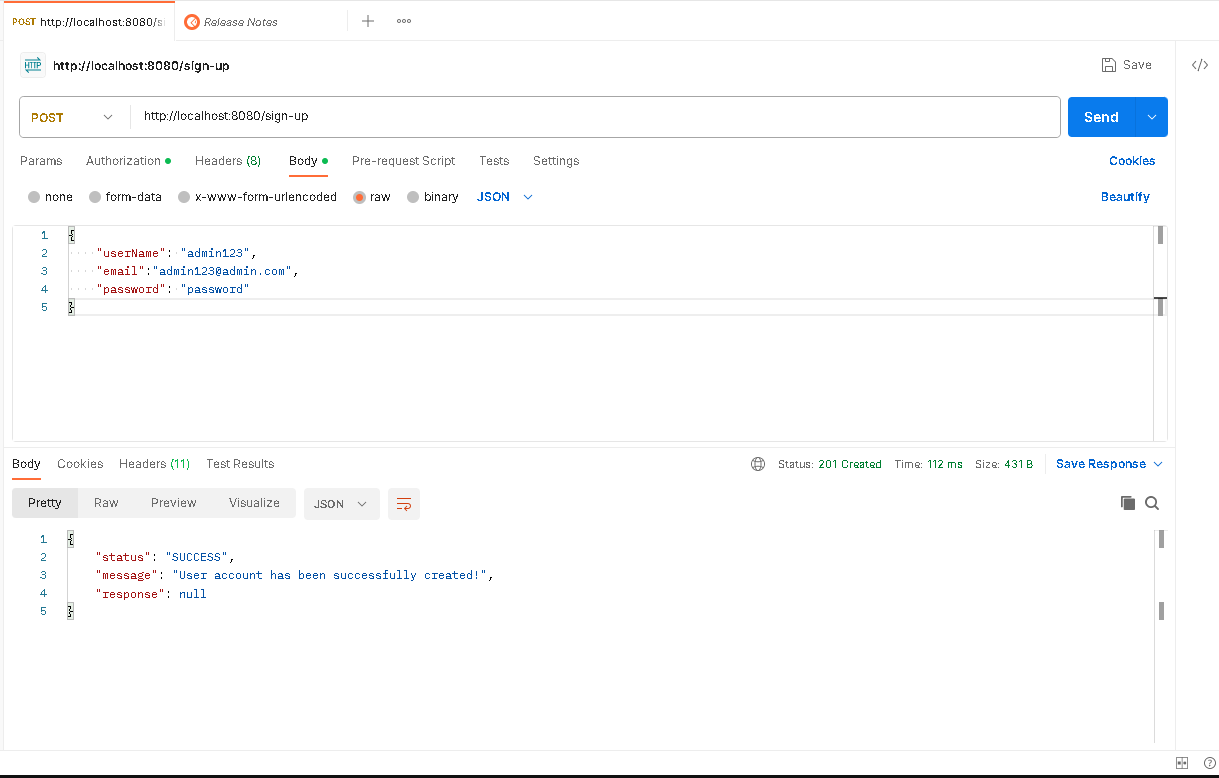 POST http://localhost:8080/si Release Notes
HTTP http://localhost:8080/sign-up Save </>
POST http://localhost:8080/sign-up Send
Params Authorization Headers (8) Body Pre-request Script Tests Settings Cookies
none form-data x-www-form-urlencoded raw binary JSON Beautify
1 {
2 "userName": "admin123",
3 "email":"admin123@admin.com",
4 "password": "password"
5 }
Body Cookies Headers (11) Test Results Status: 201 Created Time: 112 ms Size: 431 B Save Response
Pretty Raw Preview Visualize JSON
1 {
2 "status": "SUCCESS",
3 "message": "User account has been successfully created!",
4 "response": null
5 }